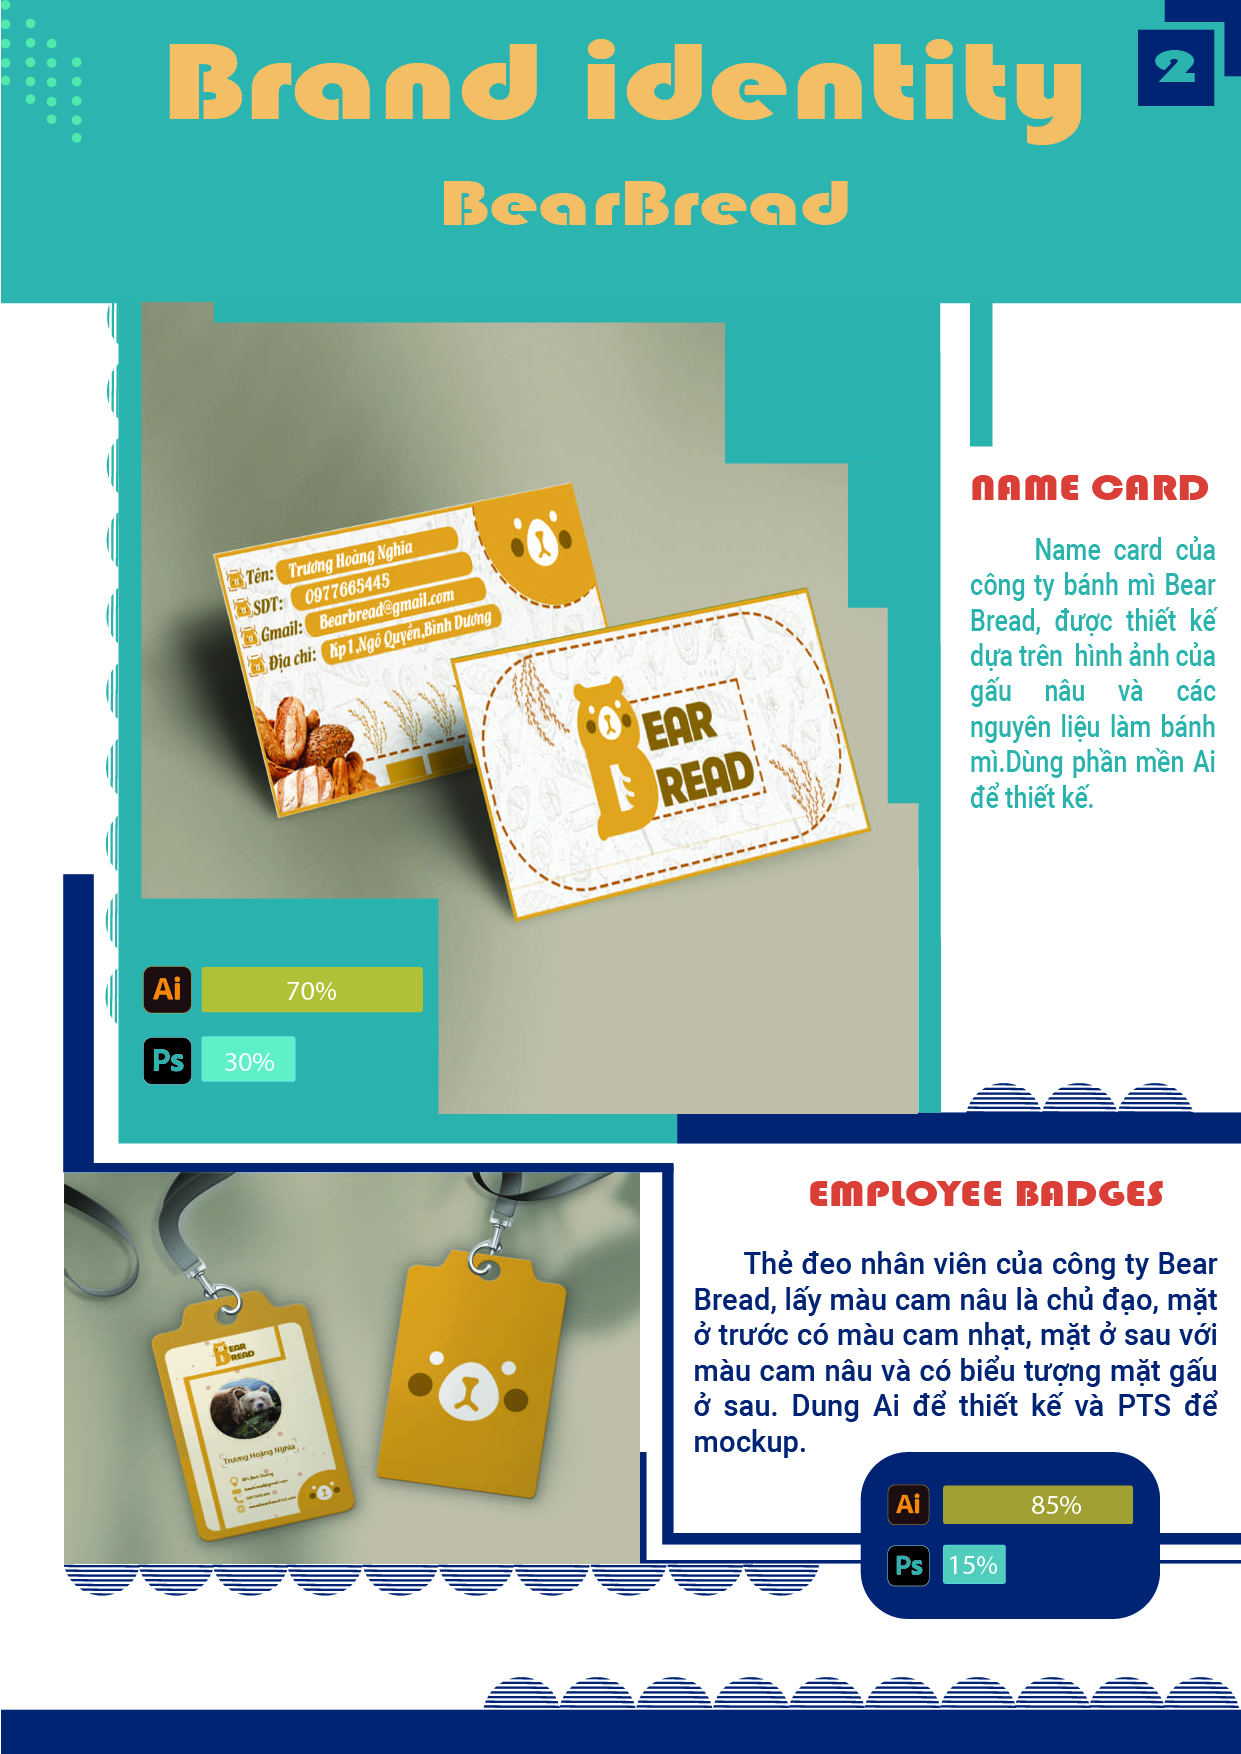 Brand identity
2
BearBread
Tên: Trương Hoàng Nghĩa
SDT: 0977665445
Gmail: Bearbread@gmail.com
Địa chỉ: Kp1,Ngô Quyền,Bình Dương
BEAR
BREAD
NAME CARD
Name card của
công ty bánh mì Bear
Bread, được thiết kế
dựa trên hình ảnh của
gấu nâu và các
nguyên liệu làm bánh
mì.Dùng phần mền Ai
để thiết kế.
Ai 70%
Ps 30%
EMPLOYEE BADGES
Thẻ đeo nhân viên của công ty Bear
Bread, lấy màu cam nâu là chủ đạo, mặt
ở trước có màu cam nhạt, mặt ở sau với
màu cam nâu và có biểu tượng mặt gấu
ở sau. Dung Ai để thiết kế và PTS để
mockup.
BEAR
BREAD
Trương Hoàng Nghĩa
Ai 85%
Ps 15%